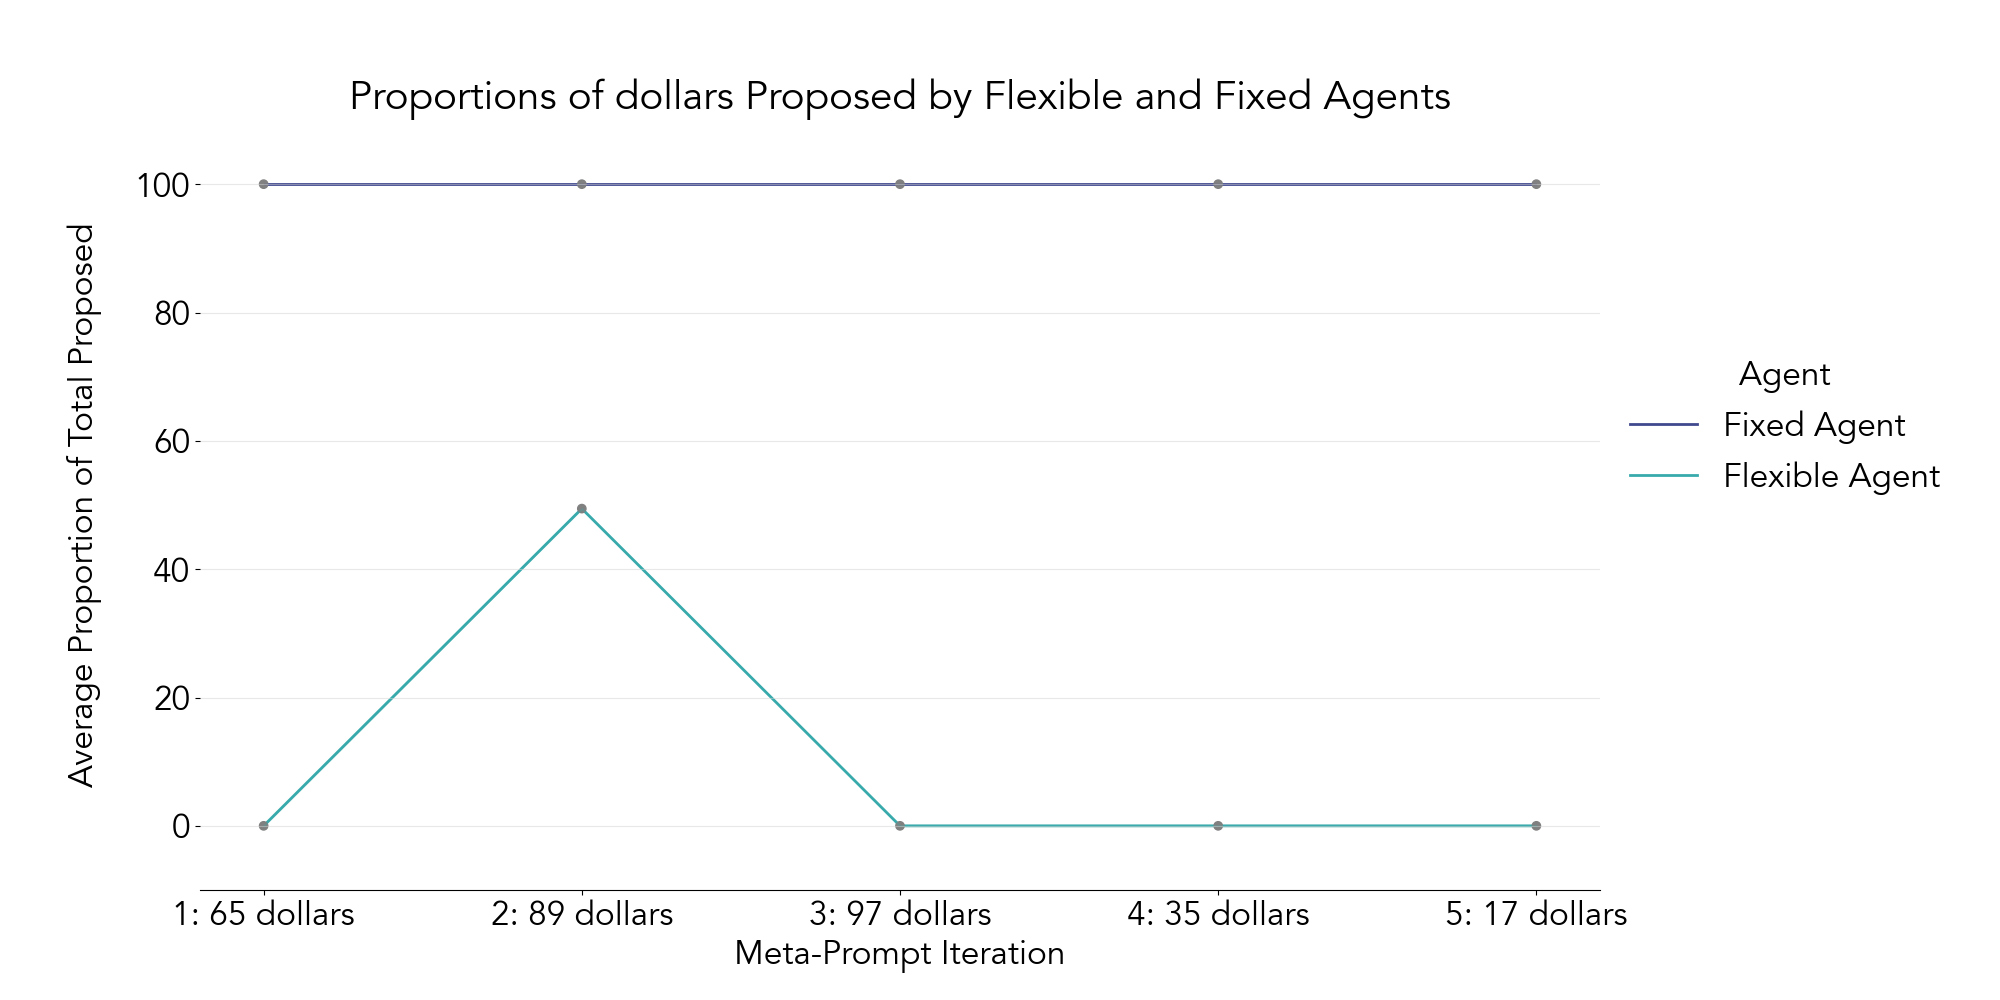 Proportions of dollars Proposed by Flexible and Fixed Agents
Average Proportion of Total Proposed
100
80
60
40
20
0
1: 65 dollars
2: 89 dollars
3: 97 dollars
4: 35 dollars
5: 17 dollars
Meta-Prompt Iteration
Agent
Fixed Agent
Flexible Agent